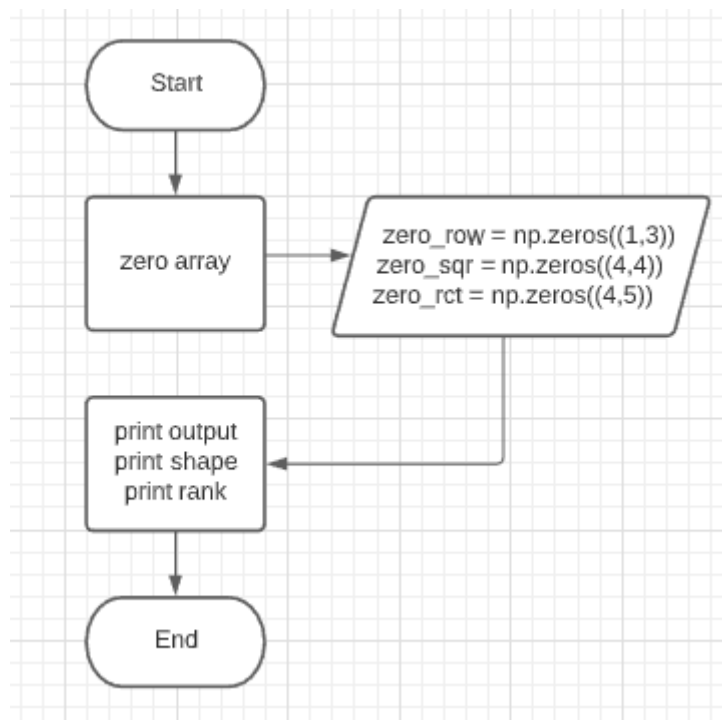 Start
zero array
zero_row = np.zeros((1,3))
zero_sqr = np.zeros((4,4))
zero_rct = np.zeros((4,5))
print output
print shape
print rank
End